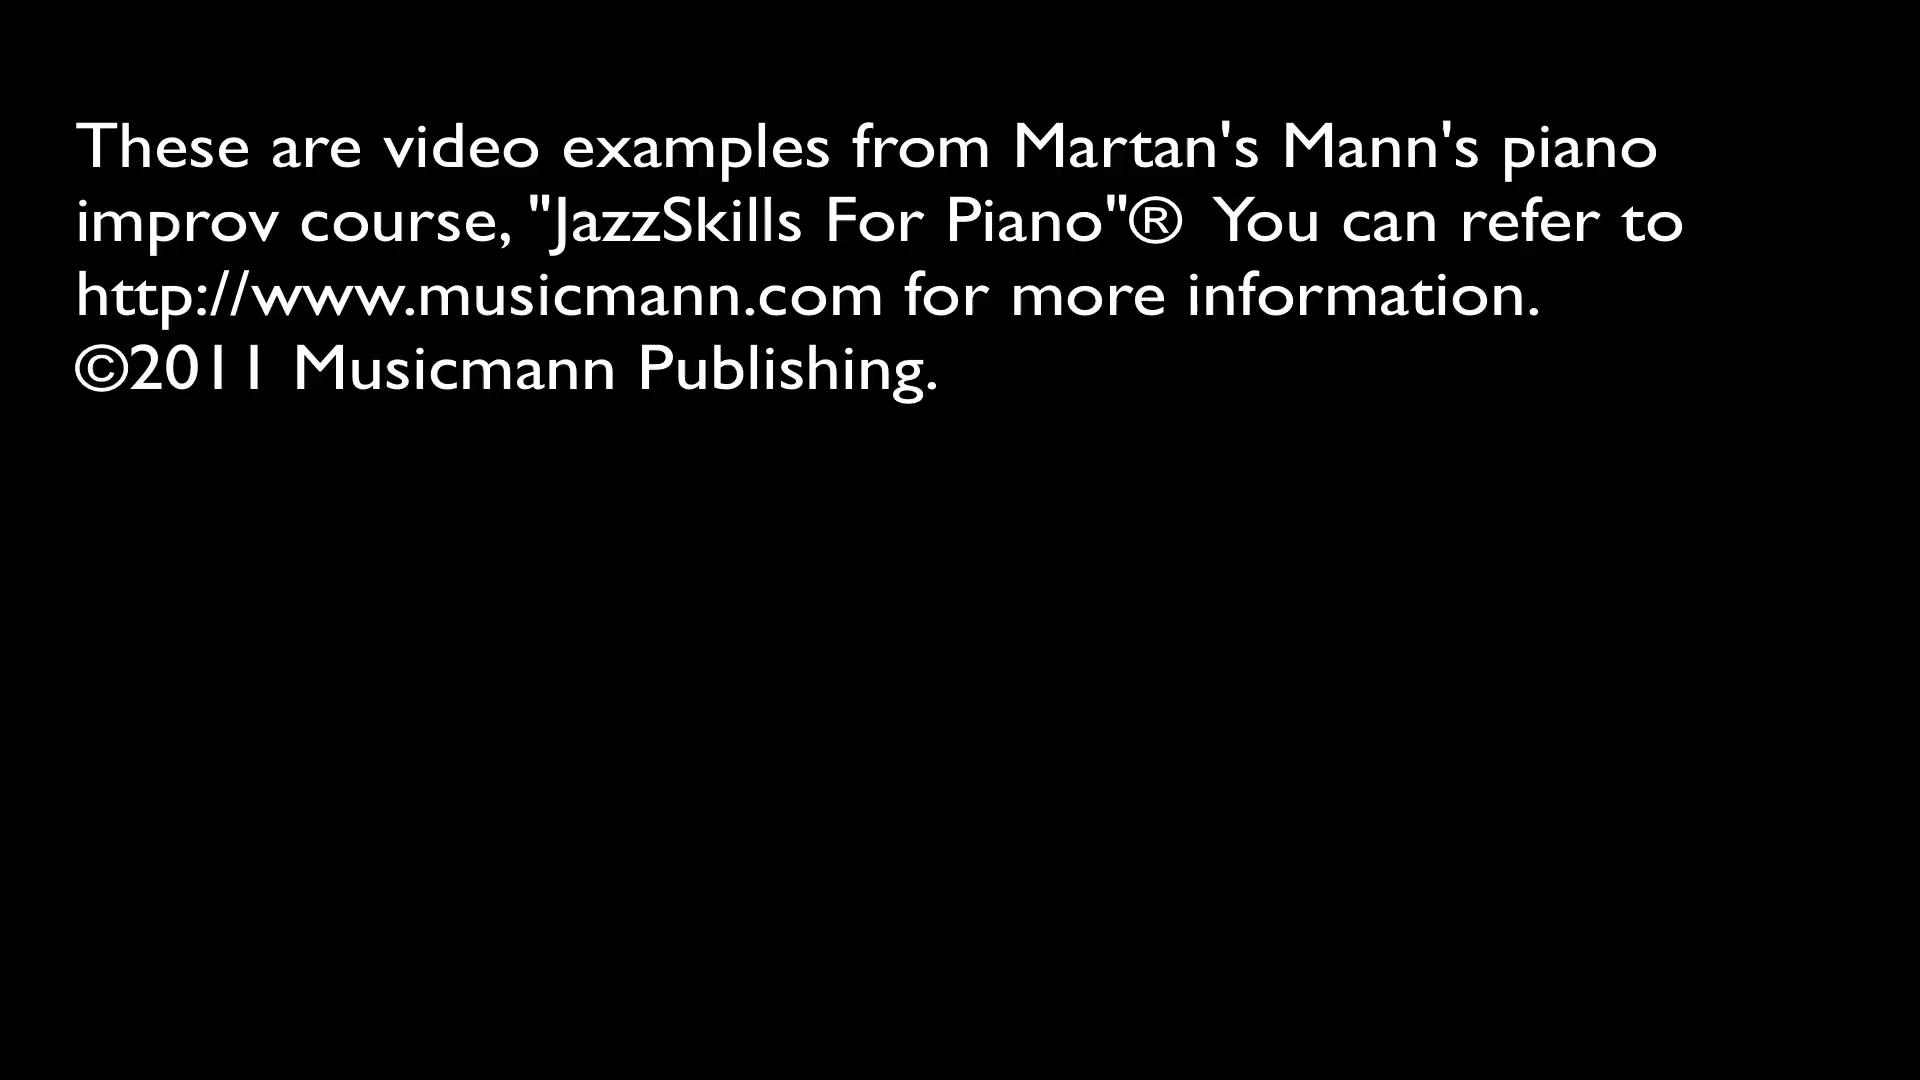 These are video examples from Martan's Mann's piano
improv course, "JazzSkills For Piano"®  You can refer to
http://www.musicmann.com for more information.
©2011 Musicmann Publishing.